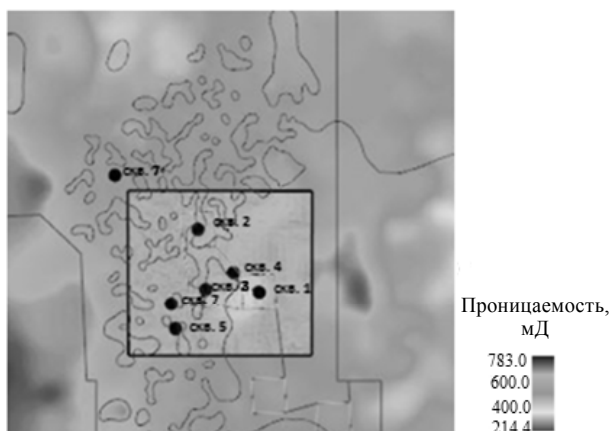 скв. 7
скв. 2
скв. 4
скв. 3
скв. 1
скв. 7
скв. 5
Проницаемость,
мД
783.0
600.0
400.0
214.4